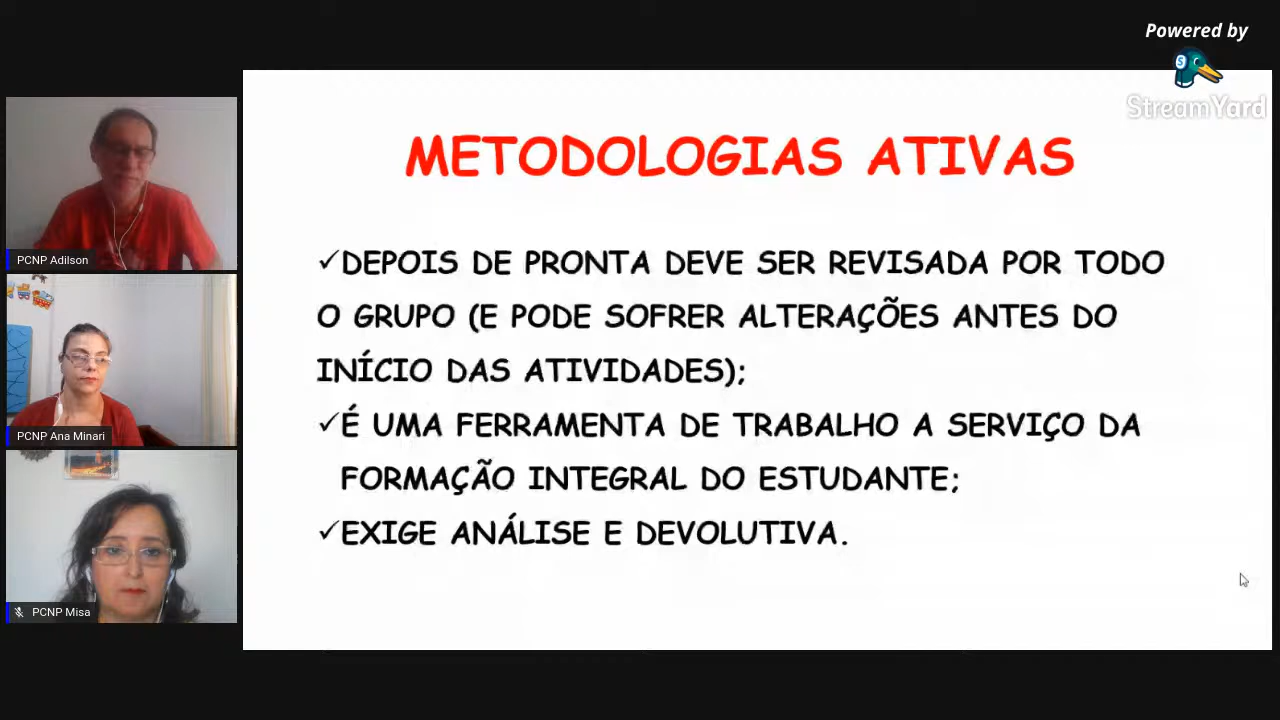 Powered by
StreamYard
METODOLOGIAS ATIVAS
✓DEPOIS DE PRONTA DEVE SER REVISADA POR TODO
O GRUPO (E PODE SOFRER ALTERAÇÕES ANTES DO
INÍCIO DAS ATIVIDADES);
✓É UMA FERRAMENTA DE TRABALHO A SERVIÇO DA
FORMAÇÃO INTEGRAL DO ESTUDANTE;
✓EXIGE ANÁLISE E DEVOLUTIVA.
PCNP Adilson
PCNP Ana Minari
PCNP Misa